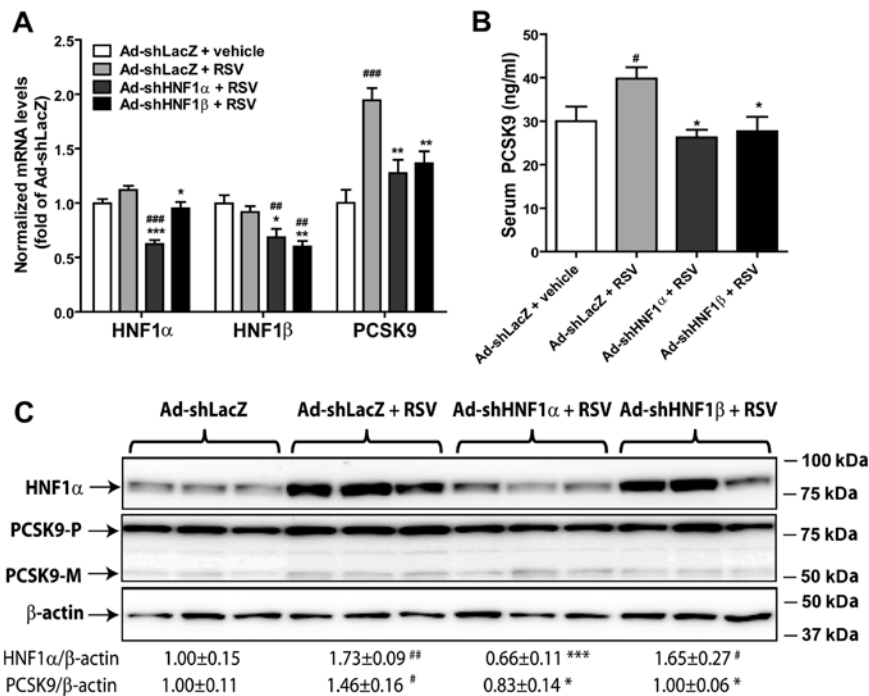 A
Normalized mRNA levels
(fold of Ad-shLacZ)
2.5
2.0
1.5
1.0
0.5
0.0
Ad-shLacZ + vehicle
Ad-shLacZ + RSV
Ad-shHNF1α + RSV
Ad-shHNF1β + RSV
###
***
*
##
*
##
**
###
**
**
HNF1α HNF1β PCSK9
B
Serum PCSK9 (ng/ml)
50
40
30
20
10
0
#
*
*
Ad-shLacZ + vehicle
Ad-shLacZ + RSV
Ad-shHNF1α + RSV
Ad-shHNF1β + RSV
C
Ad-shLacZ Ad-shLacZ + RSV Ad-shHNF1α + RSV Ad-shHNF1β + RSV
HNF1α
– 100 kDa
– 75 kDa
PCSK9-P
– 75 kDa
PCSK9-M
– 50 kDa
β-actin
– 50 kDa
– 37 kDa
HNF1α/β-actin 1.00±0.15 1.73±0.09 ## 0.66±0.11 *** 1.65±0.27 #
PCSK9/β-actin 1.00±0.11 1.46±0.16 # 0.83±0.14 * 1.00±0.06 *